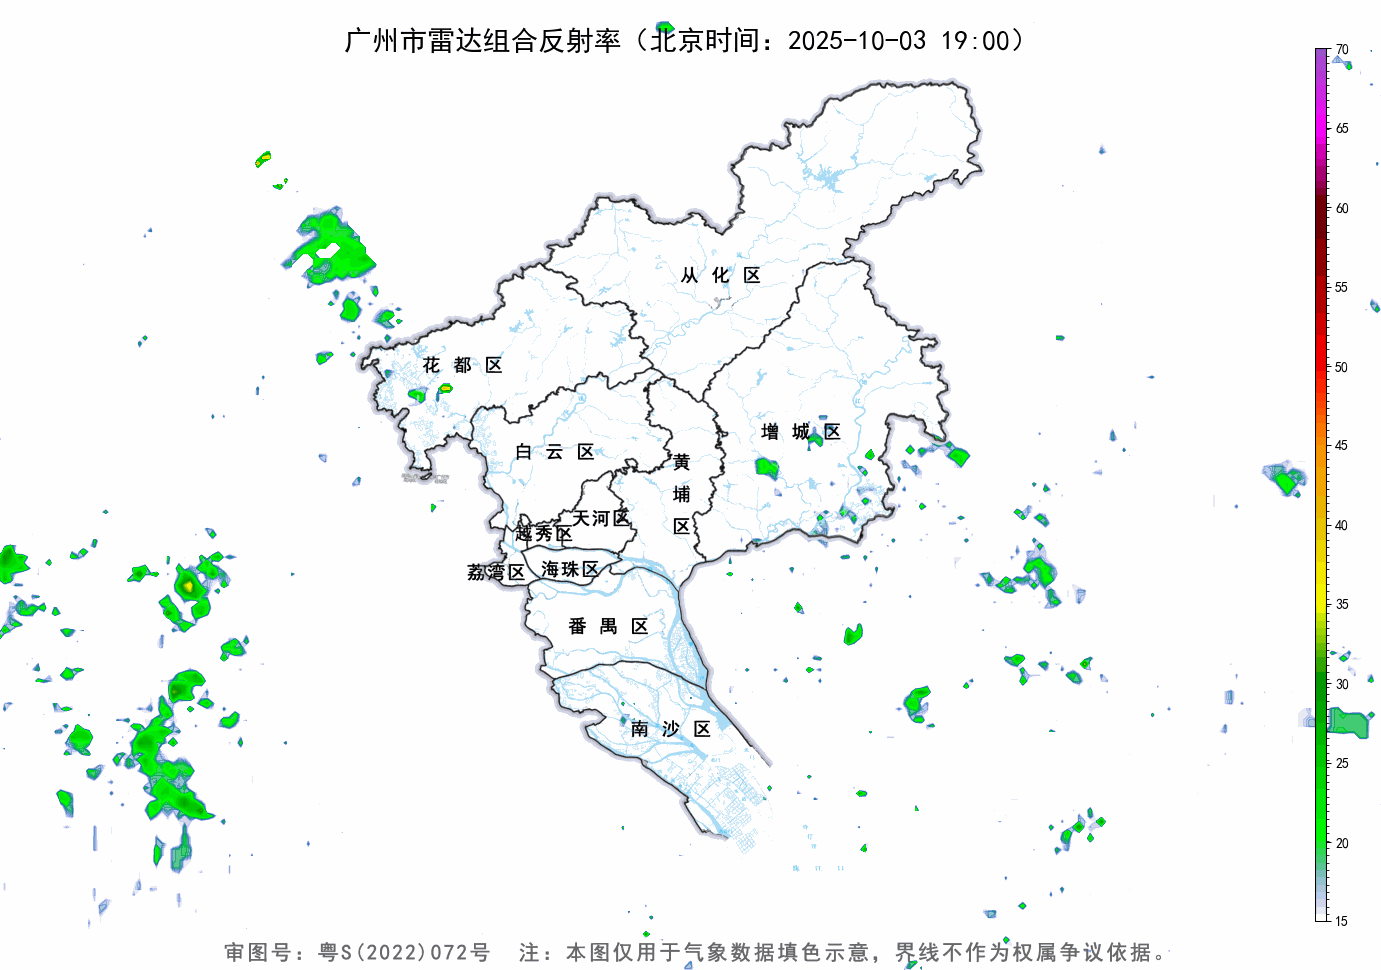 广州市雷达组合反射率（北京时间：2025-10-03 19:00）
70
65
60
55
50
45
40
35
30
25
20
15
从化区
花都区
增城区
白云区
黄埔区
天河区
越秀区
荔湾区
海珠区
番禺区
南沙区
审图号：粤S(2022)072号 注：本图仅用于气象数据填色示意，界线不作为权属争议依据。